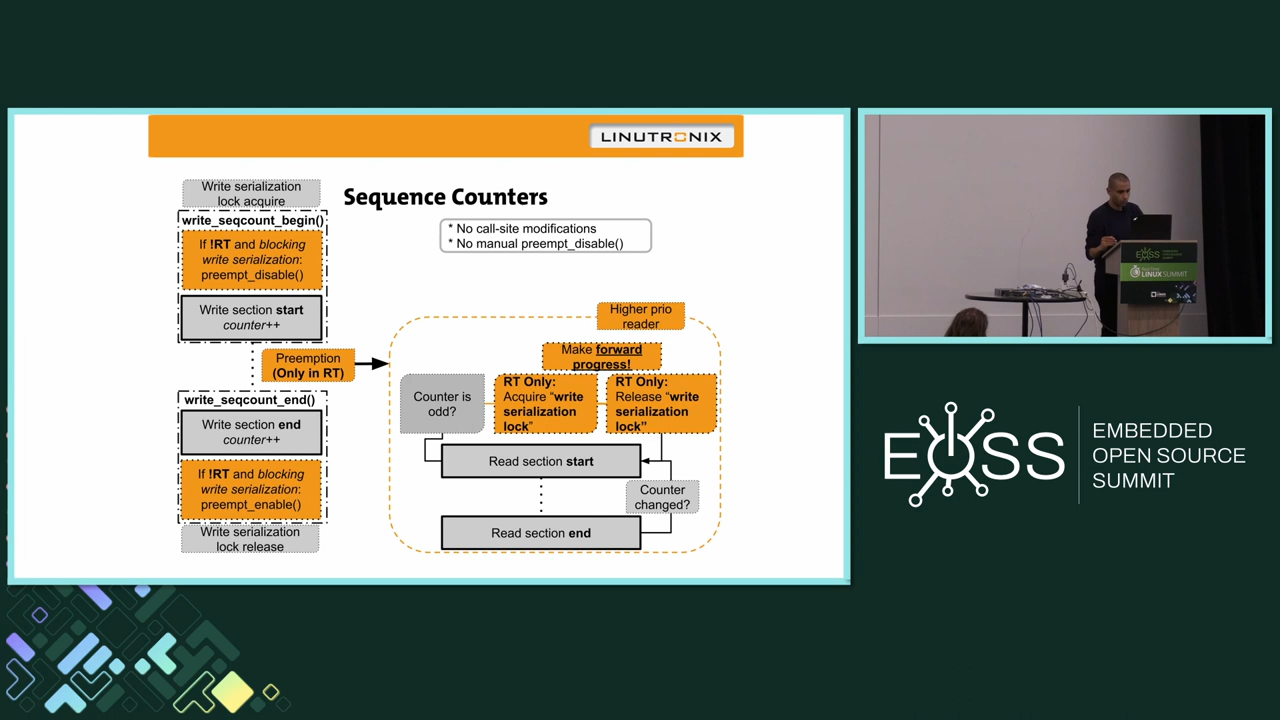 LINUTRONIX
Sequence Counters
* No call-site modifications
* No manual preempt_disable()
Write serialization
lock acquire
write_seqcount_begin()
If !RT and blocking
write serialization:
preempt_disable()
Write section start
counter++
Preemption
(Only in RT)
write_seqcount_end()
Write section end
counter++
If !RT and blocking
write serialization:
preempt_enable()
Write serialization
lock release
Higher prio
reader
Make forward
progress!
Counter is
odd?
RT Only:
Acquire “write
serialization
lock”
RT Only:
Release “write
serialization
lock”
Read section start
Counter
changed?
Read section end
EOSS
LINUX SUMMIT
EOSS
EMBEDDED
OPEN SOURCE
SUMMIT